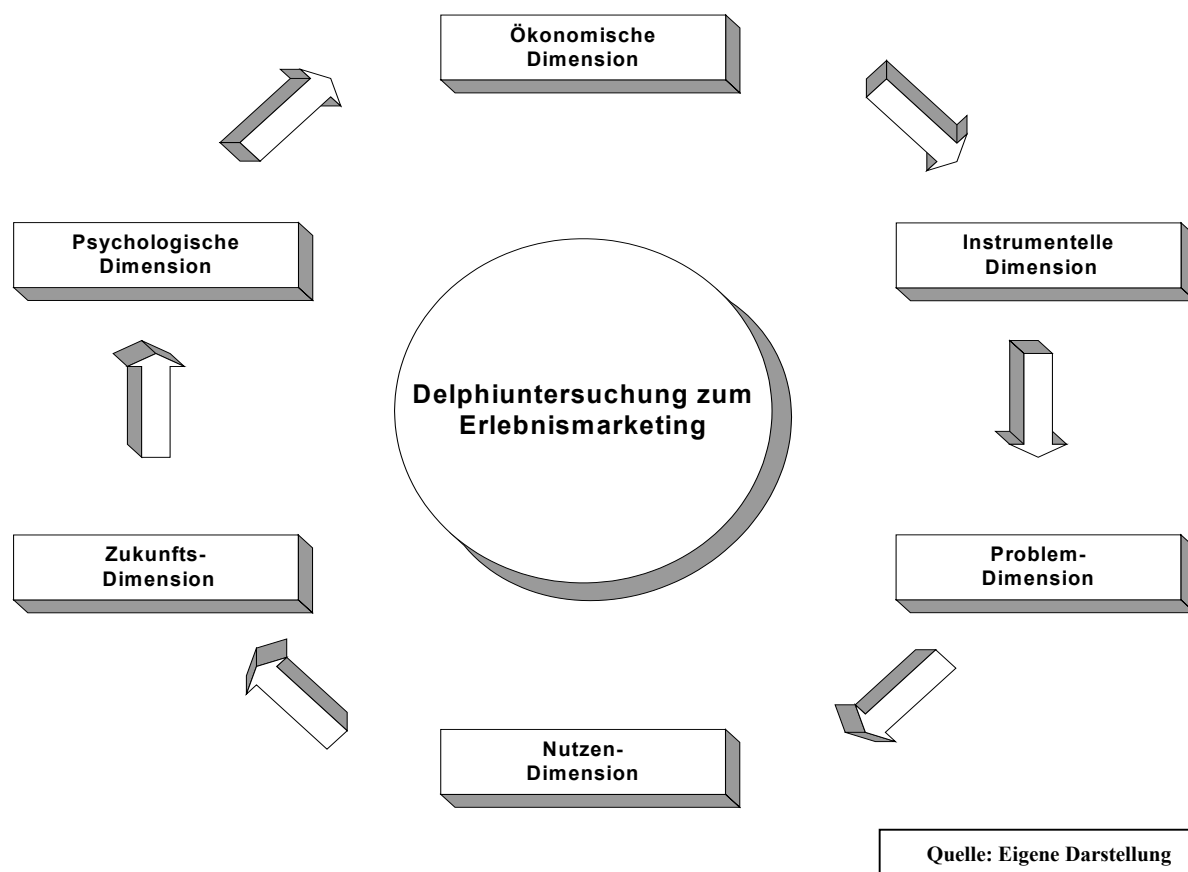 Ökonomische
Dimension
Psychologische
Dimension
Instrumentelle
Dimension
Delphiuntersuchung zum
Erlebnismarketing
Zukunfts-
Dimension
Problem-
Dimension
Nutzen-
Dimension
Quelle: Eigene Darstellung